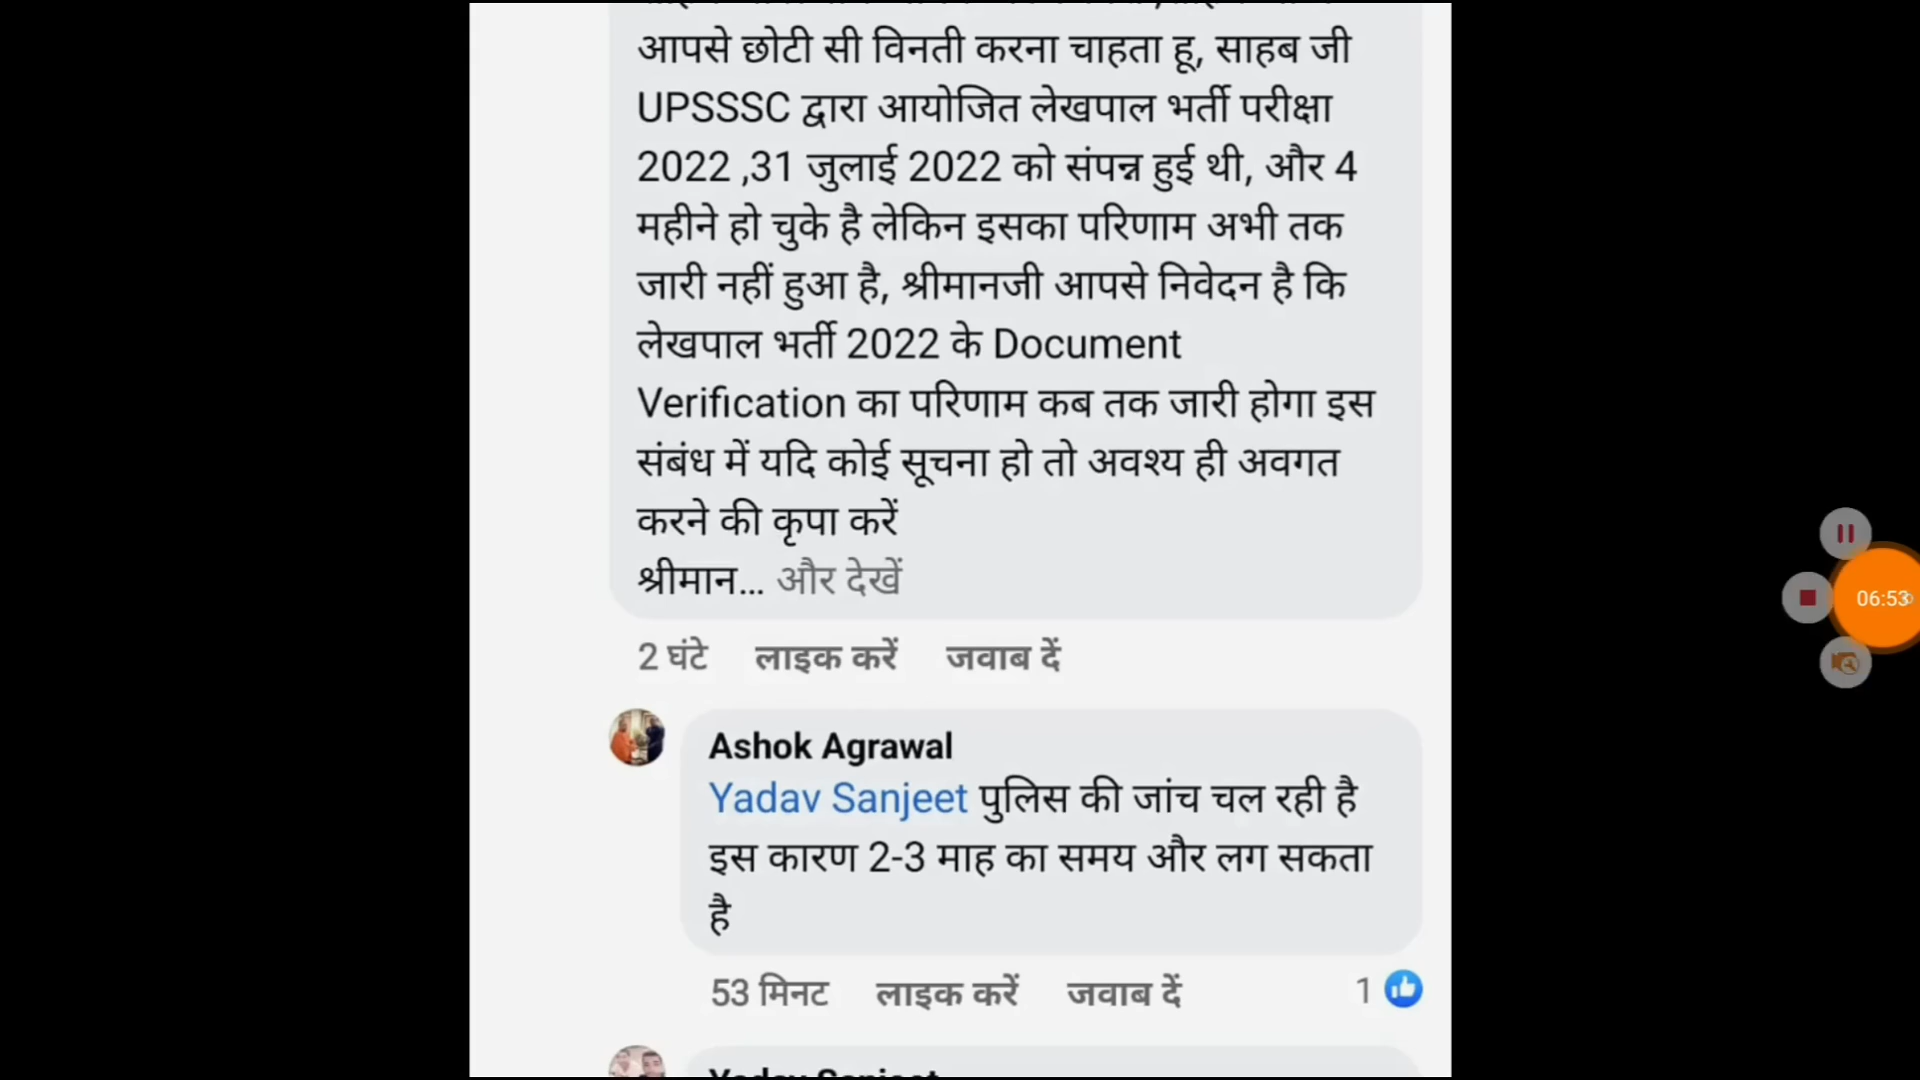 आपसे छोटी सी विनती करना चाहता हू, साहब जी
UPSSSC द्वारा आयोजित लेखपाल भर्ती परीक्षा
2022 ,31 जुलाई 2022 को संपन्न हुई थी, और 4
महीने हो चुके है लेकिन इसका परिणाम अभी तक
जारी नहीं हुआ है, श्रीमानजी आपसे निवेदन है कि
लेखपाल भर्ती 2022 के Document
Verification का परिणाम कब तक जारी होगा इस
संबंध में यदि कोई सूचना हो तो अवश्य ही अवगत
करने की कृपा करें
श्रीमान... और देखें
2 घंटे लाइक करें जवाब दें
Ashok Agrawal
Yadav Sanjeet पुलिस की जांच चल रही है
इस कारण 2-3 माह का समय और लग सकता
है
53 मिनट लाइक करें जवाब दें 1
Yadav Sanjeet
06:53